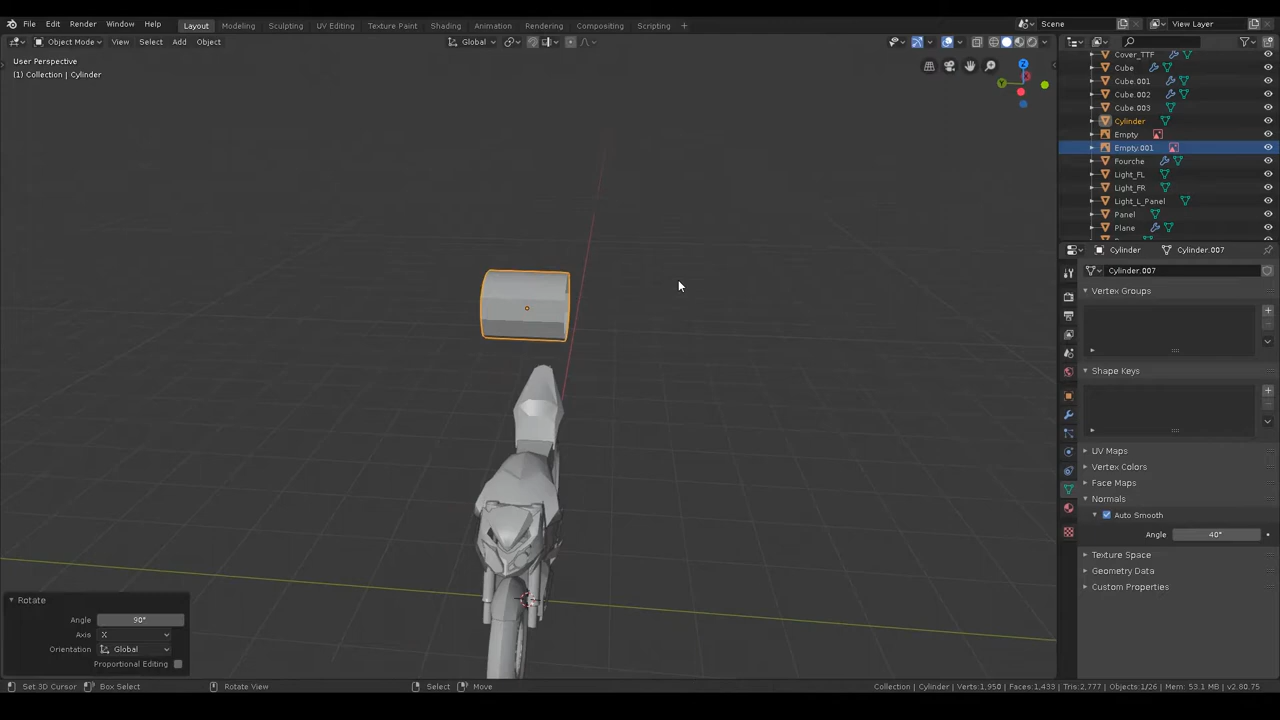 File Edit Render Window Help Layout Modeling Sculpting UV Editing Texture Paint Shading Animation Rendering Compositing Scripting + Scene View Layer
Object Mode View Select Add Object Global
User Perspective
(1) Collection | Cylinder
Z
Y
X
Cover_TTF
Cube
Cube.001
Cube.002
Cube.003
Cylinder
Empty
Empty.001
Fourche
Light_FL
Light_FR
Light_L_Panel
Panel
Plane
Cylinder Cylinder.007
Cylinder.007
Vertex Groups
Shape Keys
UV Maps
Vertex Colors
Face Maps
Normals
Auto Smooth
Angle 40°
Texture Space
Geometry Data
Custom Properties
Rotate
Angle 90°
Axis X
Orientation Global
Proportional Editing
Set 3D Cursor Box Select Rotate View Select Move Collection | Cylinder | Verts:1,950 | Faces:1,433 | Tris:2,777 | Objects:1/26 | Mem: 53.1 MB | v2.80.75